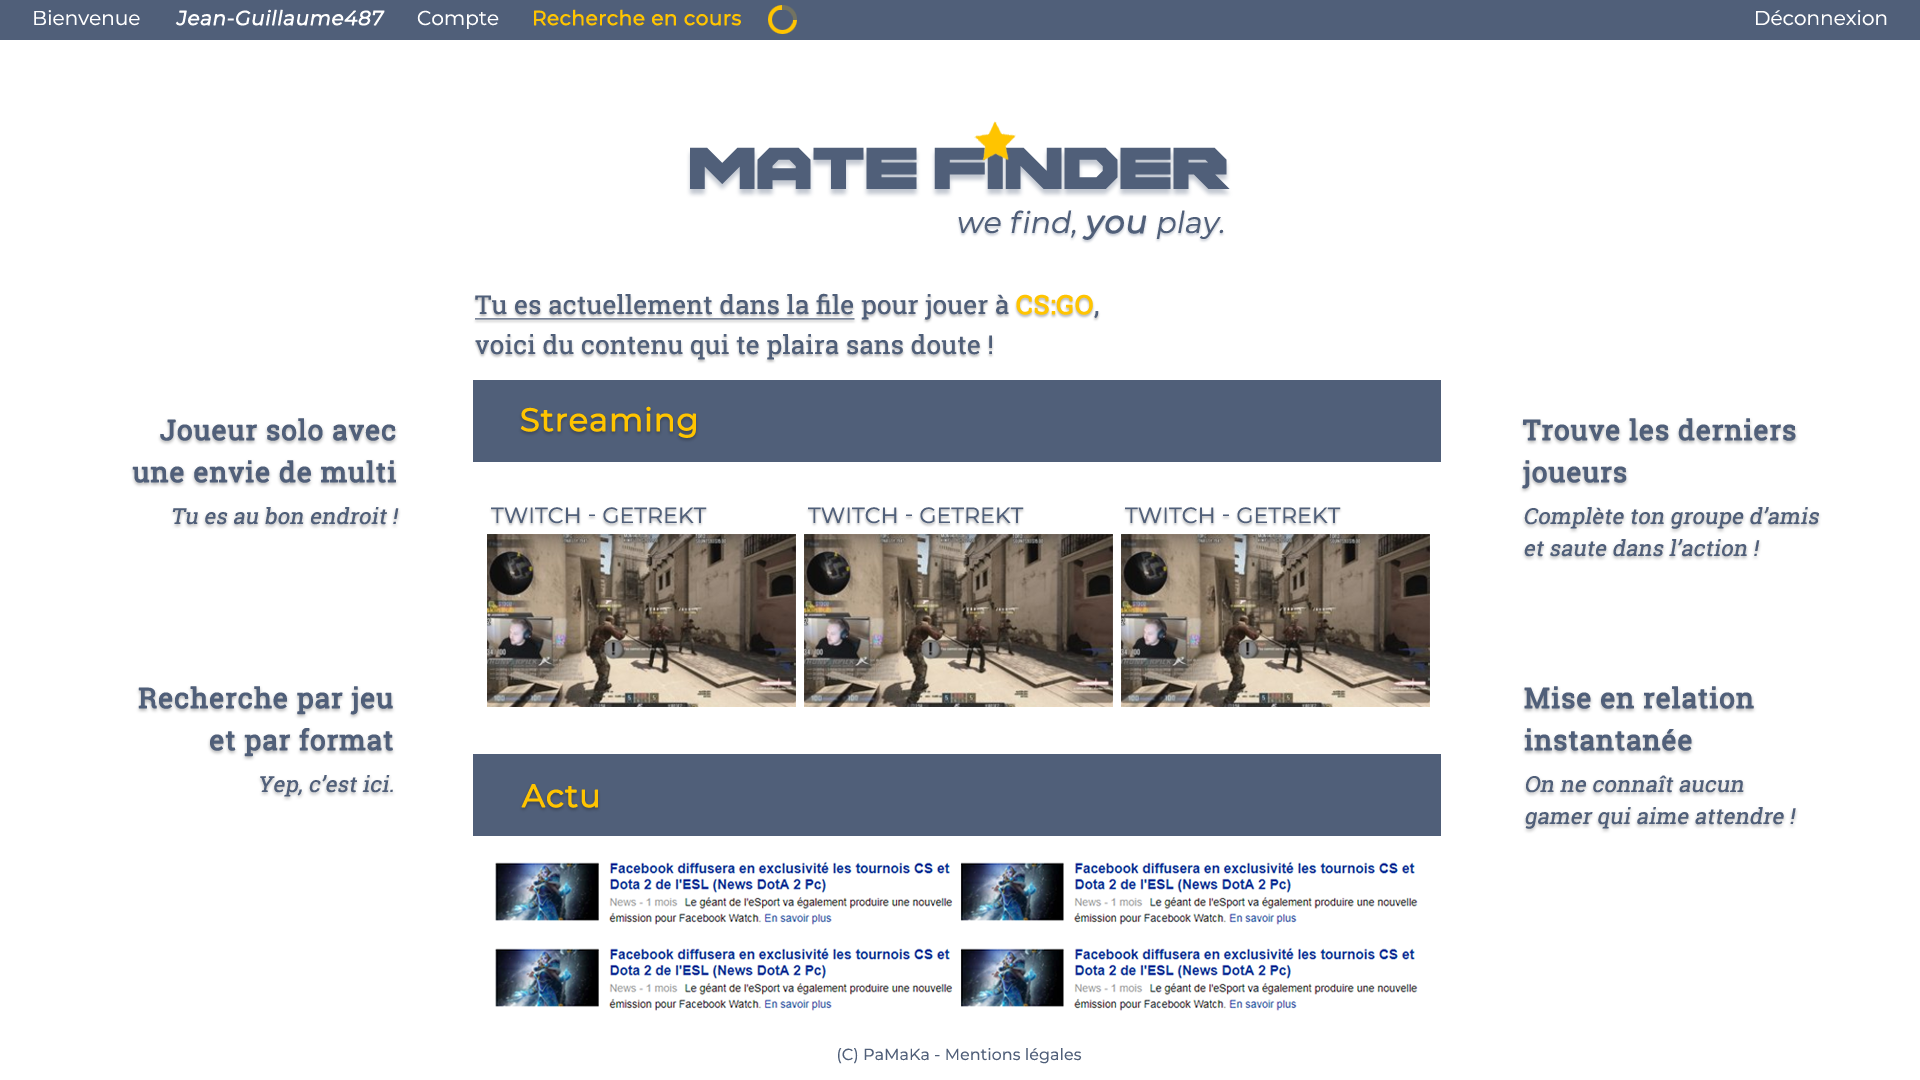 Bienvenue Jean-Guillaume487 Compte Recherche en cours Déconnexion
MATE FINDER
we find, you play.
Tu es actuellement dans la file pour jouer à CS:GO,
voici du contenu qui te plaira sans doute !
Joueur solo avec
une envie de multi
Tu es au bon endroit !
Recherche par jeu
et par format
Yep, c’est ici.
Streaming
TWITCH - GETREKT
TWITCH - GETREKT
TWITCH - GETREKT
Actu
Facebook diffusera en exclusivité les tournois CS et
Dota 2 de l'ESL (News DotA 2 Pc)
News - 1 mois Le géant de l'eSport va également produire une nouvelle
émission pour Facebook Watch. En savoir plus
Facebook diffusera en exclusivité les tournois CS et
Dota 2 de l'ESL (News DotA 2 Pc)
News - 1 mois Le géant de l'eSport va également produire une nouvelle
émission pour Facebook Watch. En savoir plus
Facebook diffusera en exclusivité les tournois CS et
Dota 2 de l'ESL (News DotA 2 Pc)
News - 1 mois Le géant de l'eSport va également produire une nouvelle
émission pour Facebook Watch. En savoir plus
Facebook diffusera en exclusivité les tournois CS et
Dota 2 de l'ESL (News DotA 2 Pc)
News - 1 mois Le géant de l'eSport va également produire une nouvelle
émission pour Facebook Watch. En savoir plus
Trouve les derniers
joueurs
Complète ton groupe d’amis
et saute dans l’action !
Mise en relation
instantanée
On ne connaît aucun
gamer qui aime attendre !
(C) PaMaKa - Mentions légales